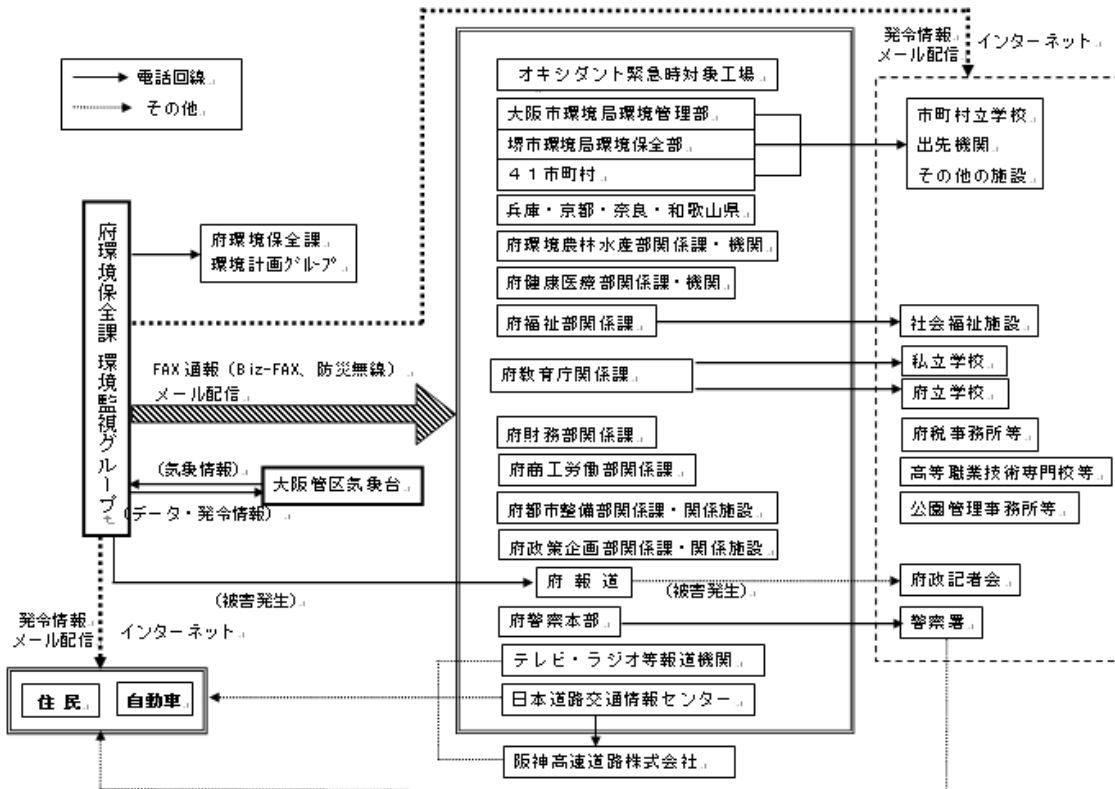 電話回線
その他
発令情報
メール配信
インターネット
オキシダント緊急時対象工場
大阪市環境局環境管理部
堺市環境局環境保全部
41市町村
兵庫・京都・奈良・和歌山県
府環境農林水産部関係課・機関
府健康医療部関係課・機関
府福祉部関係課
府教育庁関係課
府財務部関係課
府商工労働部関係課
府都市整備部関係課・関係施設
府政策企画部関係課・関係施設
府報道
府警察本部
テレビ・ラジオ等報道機関
日本道路交通情報センター
阪神高速道路株式会社
市町村立学校
出先機関
その他の施設
社会福祉施設
私立学校
府立学校
府税事務所等
高等職業技術専門校等
公園管理事務所等
府政記者会
警察署
府環境保全課 環境監視グループ
府環境保全課
環境計画グループ
FAX通報（Biz-FAX、防災無線）
メール配信
(気象情報)
大阪管区気象台
(データ・発令情報)
(被害発生)
(被害発生)
発令情報
メール配信
インターネット
住民
自動車